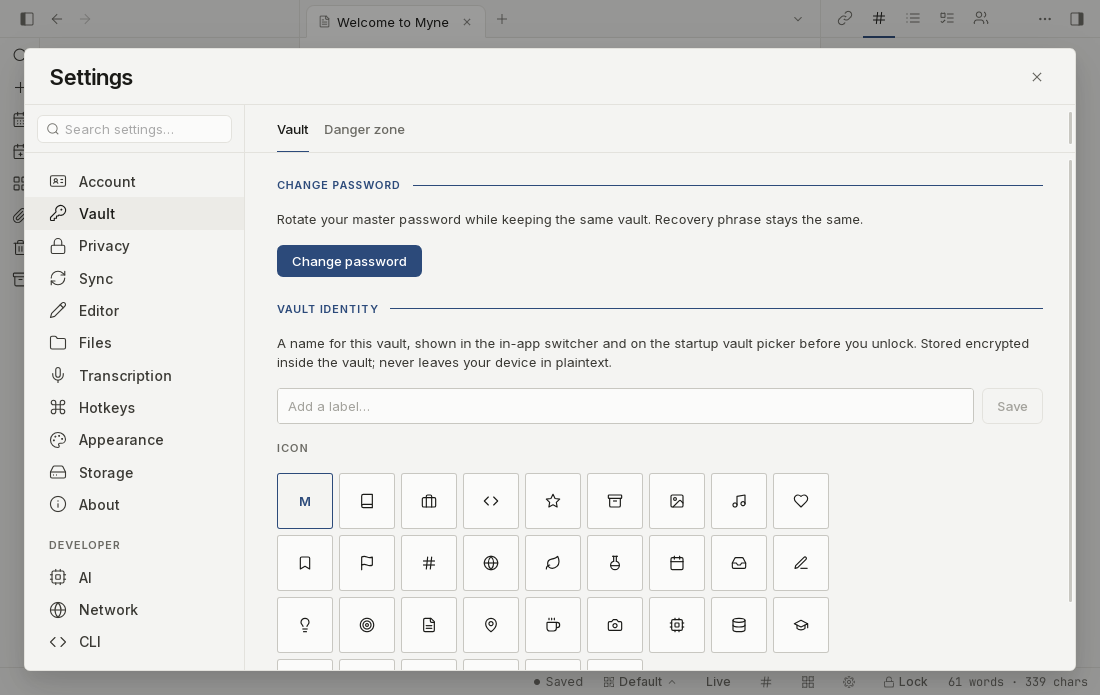 Welcome to Myne
Settings
Search settings...
Vault
Danger zone
Account
Vault
Privacy
Sync
Editor
Files
Transcription
Hotkeys
Appearance
Storage
About
DEVELOPER
AI
Network
CLI
CHANGE PASSWORD
Rotate your master password while keeping the same vault. Recovery phrase stays the same.
Change password
VAULT IDENTITY
A name for this vault, shown in the in-app switcher and on the startup vault picker before you unlock. Stored encrypted
inside the vault; never leaves your device in plaintext.
Add a label...
Save
ICON
M
Saved
Default
Live
Lock
61 words · 339 chars